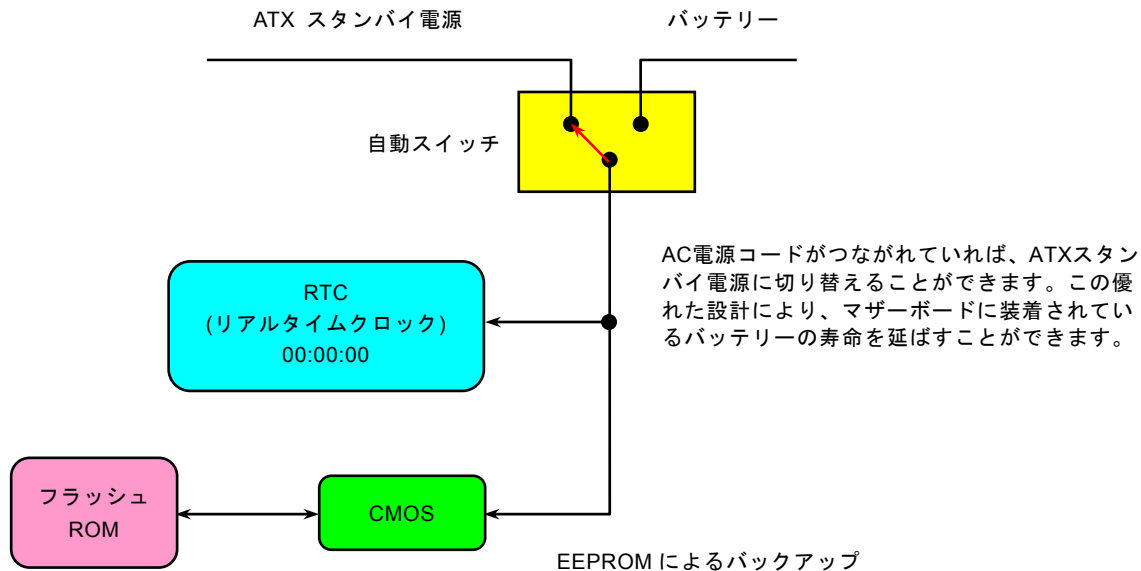 ATX スタンバイ電源
バッテリー
自動スイッチ
AC電源コードがつながれていれば、ATXスタン
バイ電源に切り替えることができます。この優
れた設計により、マザーボードに装着されてい
るバッテリーの寿命を延ばすことができます。
RTC
(リアルタイムクロック)
00:00:00
フラッシュ
ROM
CMOS
EEPROM によるバックアップ